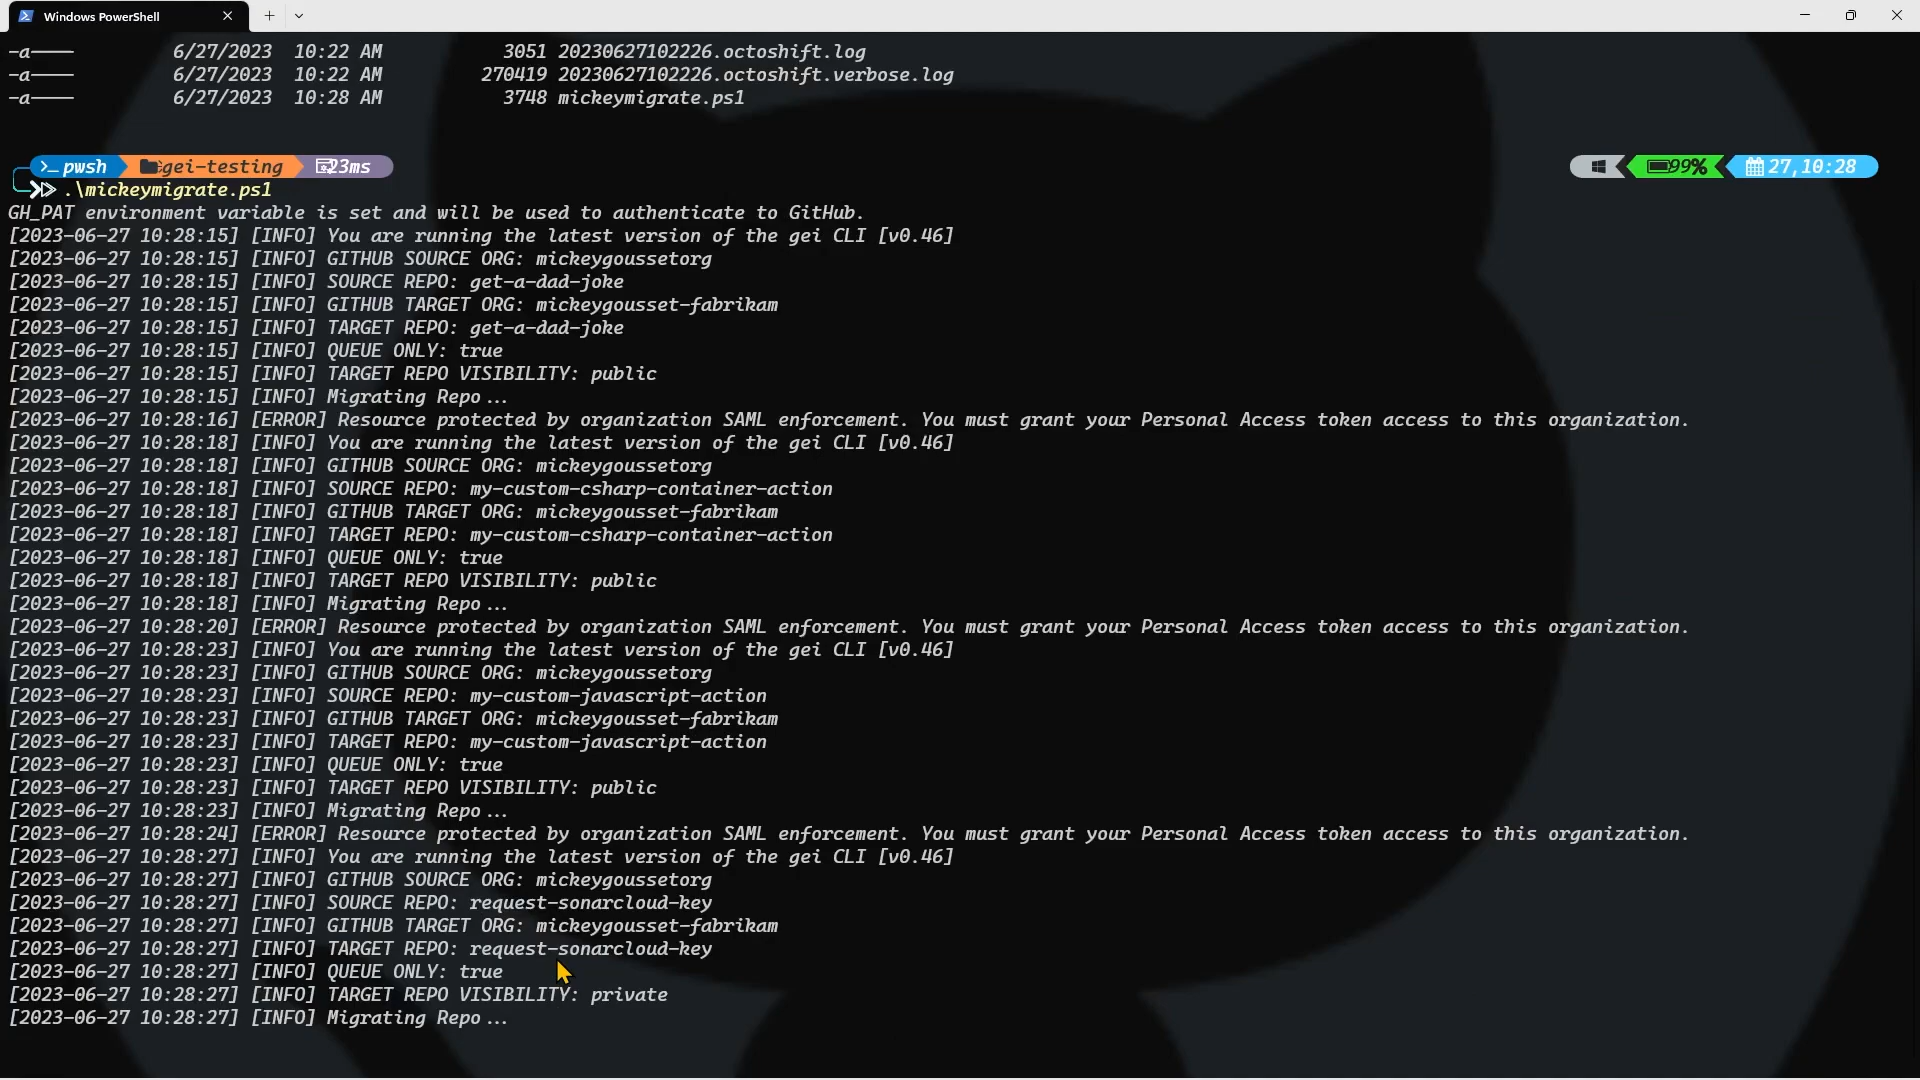 Windows PowerShell
-a---- 6/27/2023 10:22 AM 3051 20230627102226.octoshift.log
-a---- 6/27/2023 10:22 AM 270419 20230627102226.octoshift.verbose.log
-a---- 6/27/2023 10:28 AM 3748 mickeymigrate.ps1
pwsh gei-testing 23ms 99% 27,10:28
.\mickeymigrate.ps1
GH_PAT environment variable is set and will be used to authenticate to GitHub.
[2023-06-27 10:28:15] [INFO] You are running the latest version of the gei CLI [v0.46]
[2023-06-27 10:28:15] [INFO] GITHUB SOURCE ORG: mickeygoussetorg
[2023-06-27 10:28:15] [INFO] SOURCE REPO: get-a-dad-joke
[2023-06-27 10:28:15] [INFO] GITHUB TARGET ORG: mickeygousset-fabrikam
[2023-06-27 10:28:15] [INFO] TARGET REPO: get-a-dad-joke
[2023-06-27 10:28:15] [INFO] QUEUE ONLY: true
[2023-06-27 10:28:15] [INFO] TARGET REPO VISIBILITY: public
[2023-06-27 10:28:15] [INFO] Migrating Repo...
[2023-06-27 10:28:16] [ERROR] Resource protected by organization SAML enforcement. You must grant your Personal Access token access to this organization.
[2023-06-27 10:28:18] [INFO] You are running the latest version of the gei CLI [v0.46]
[2023-06-27 10:28:18] [INFO] GITHUB SOURCE ORG: mickeygoussetorg
[2023-06-27 10:28:18] [INFO] SOURCE REPO: my-custom-csharp-container-action
[2023-06-27 10:28:18] [INFO] GITHUB TARGET ORG: mickeygousset-fabrikam
[2023-06-27 10:28:18] [INFO] TARGET REPO: my-custom-csharp-container-action
[2023-06-27 10:28:18] [INFO] QUEUE ONLY: true
[2023-06-27 10:28:18] [INFO] TARGET REPO VISIBILITY: public
[2023-06-27 10:28:18] [INFO] Migrating Repo...
[2023-06-27 10:28:20] [ERROR] Resource protected by organization SAML enforcement. You must grant your Personal Access token access to this organization.
[2023-06-27 10:28:23] [INFO] You are running the latest version of the gei CLI [v0.46]
[2023-06-27 10:28:23] [INFO] GITHUB SOURCE ORG: mickeygoussetorg
[2023-06-27 10:28:23] [INFO] SOURCE REPO: my-custom-javascript-action
[2023-06-27 10:28:23] [INFO] GITHUB TARGET ORG: mickeygousset-fabrikam
[2023-06-27 10:28:23] [INFO] TARGET REPO: my-custom-javascript-action
[2023-06-27 10:28:23] [INFO] QUEUE ONLY: true
[2023-06-27 10:28:23] [INFO] TARGET REPO VISIBILITY: public
[2023-06-27 10:28:23] [INFO] Migrating Repo...
[2023-06-27 10:28:24] [ERROR] Resource protected by organization SAML enforcement. You must grant your Personal Access token access to this organization.
[2023-06-27 10:28:27] [INFO] You are running the latest version of the gei CLI [v0.46]
[2023-06-27 10:28:27] [INFO] GITHUB SOURCE ORG: mickeygoussetorg
[2023-06-27 10:28:27] [INFO] SOURCE REPO: request-sonarcloud-key
[2023-06-27 10:28:27] [INFO] GITHUB TARGET ORG: mickeygousset-fabrikam
[2023-06-27 10:28:27] [INFO] TARGET REPO: request-sonarcloud-key
[2023-06-27 10:28:27] [INFO] QUEUE ONLY: true
[2023-06-27 10:28:27] [INFO] TARGET REPO VISIBILITY: private
[2023-06-27 10:28:27] [INFO] Migrating Repo...